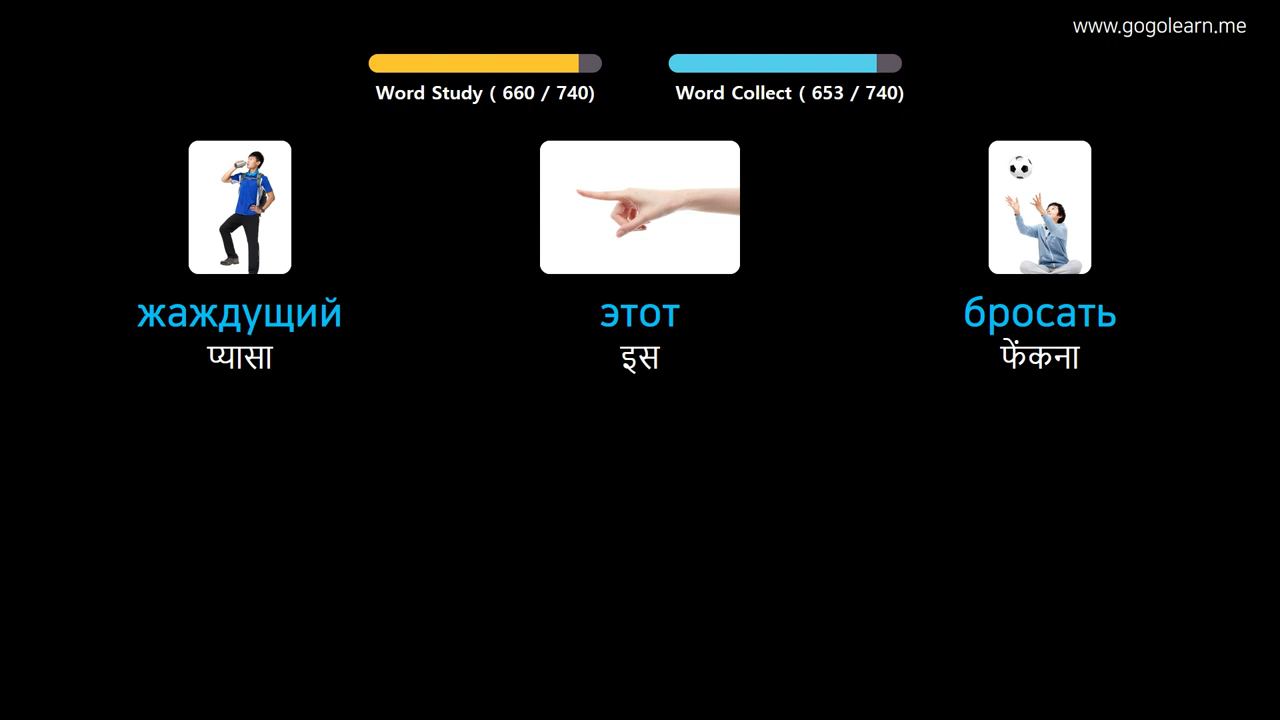 www.gogolearn.me
Word Study ( 660 / 740)
Word Collect ( 653 / 740)
жаждущий
этот
бросать
प्यासा
इस
फेंकना